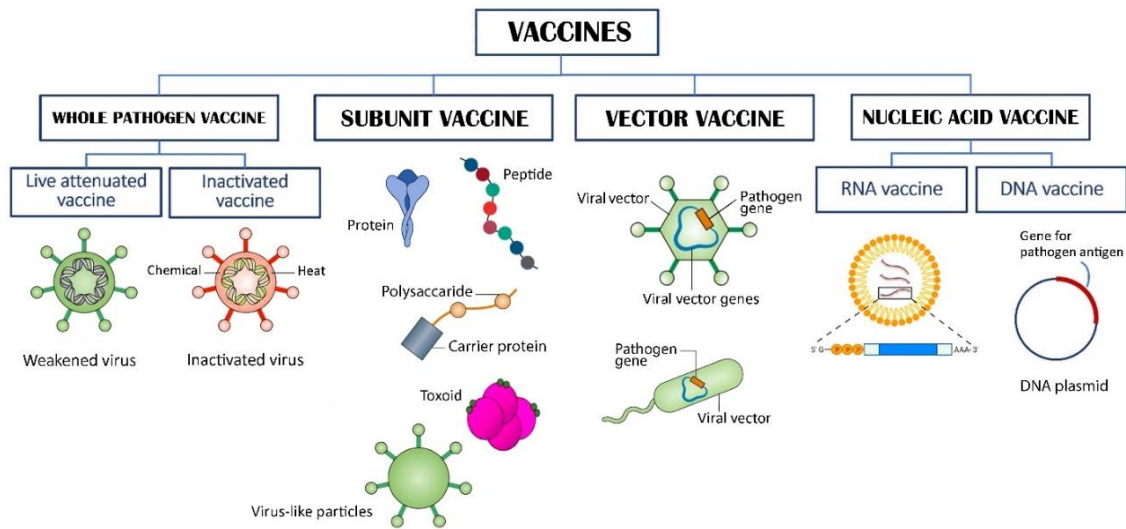 VACCINES
WHOLE PATHOGEN VACCINE
SUBUNIT VACCINE
VECTOR VACCINE
NUCLEIC ACID VACCINE
Live attenuated
vaccine
Inactivated
vaccine
Chemical
Heat
Weakened virus
Inactivated virus
Protein
Peptide
Polysaccaride
Carrier protein
Toxoid
Virus-like particles
Viral vector
Pathogen
gene
Viral vector genes
Pathogen
gene
Viral vector
RNA vaccine
DNA vaccine
5' G P P P AAA-3'
Gene for
pathogen antigen
DNA plasmid